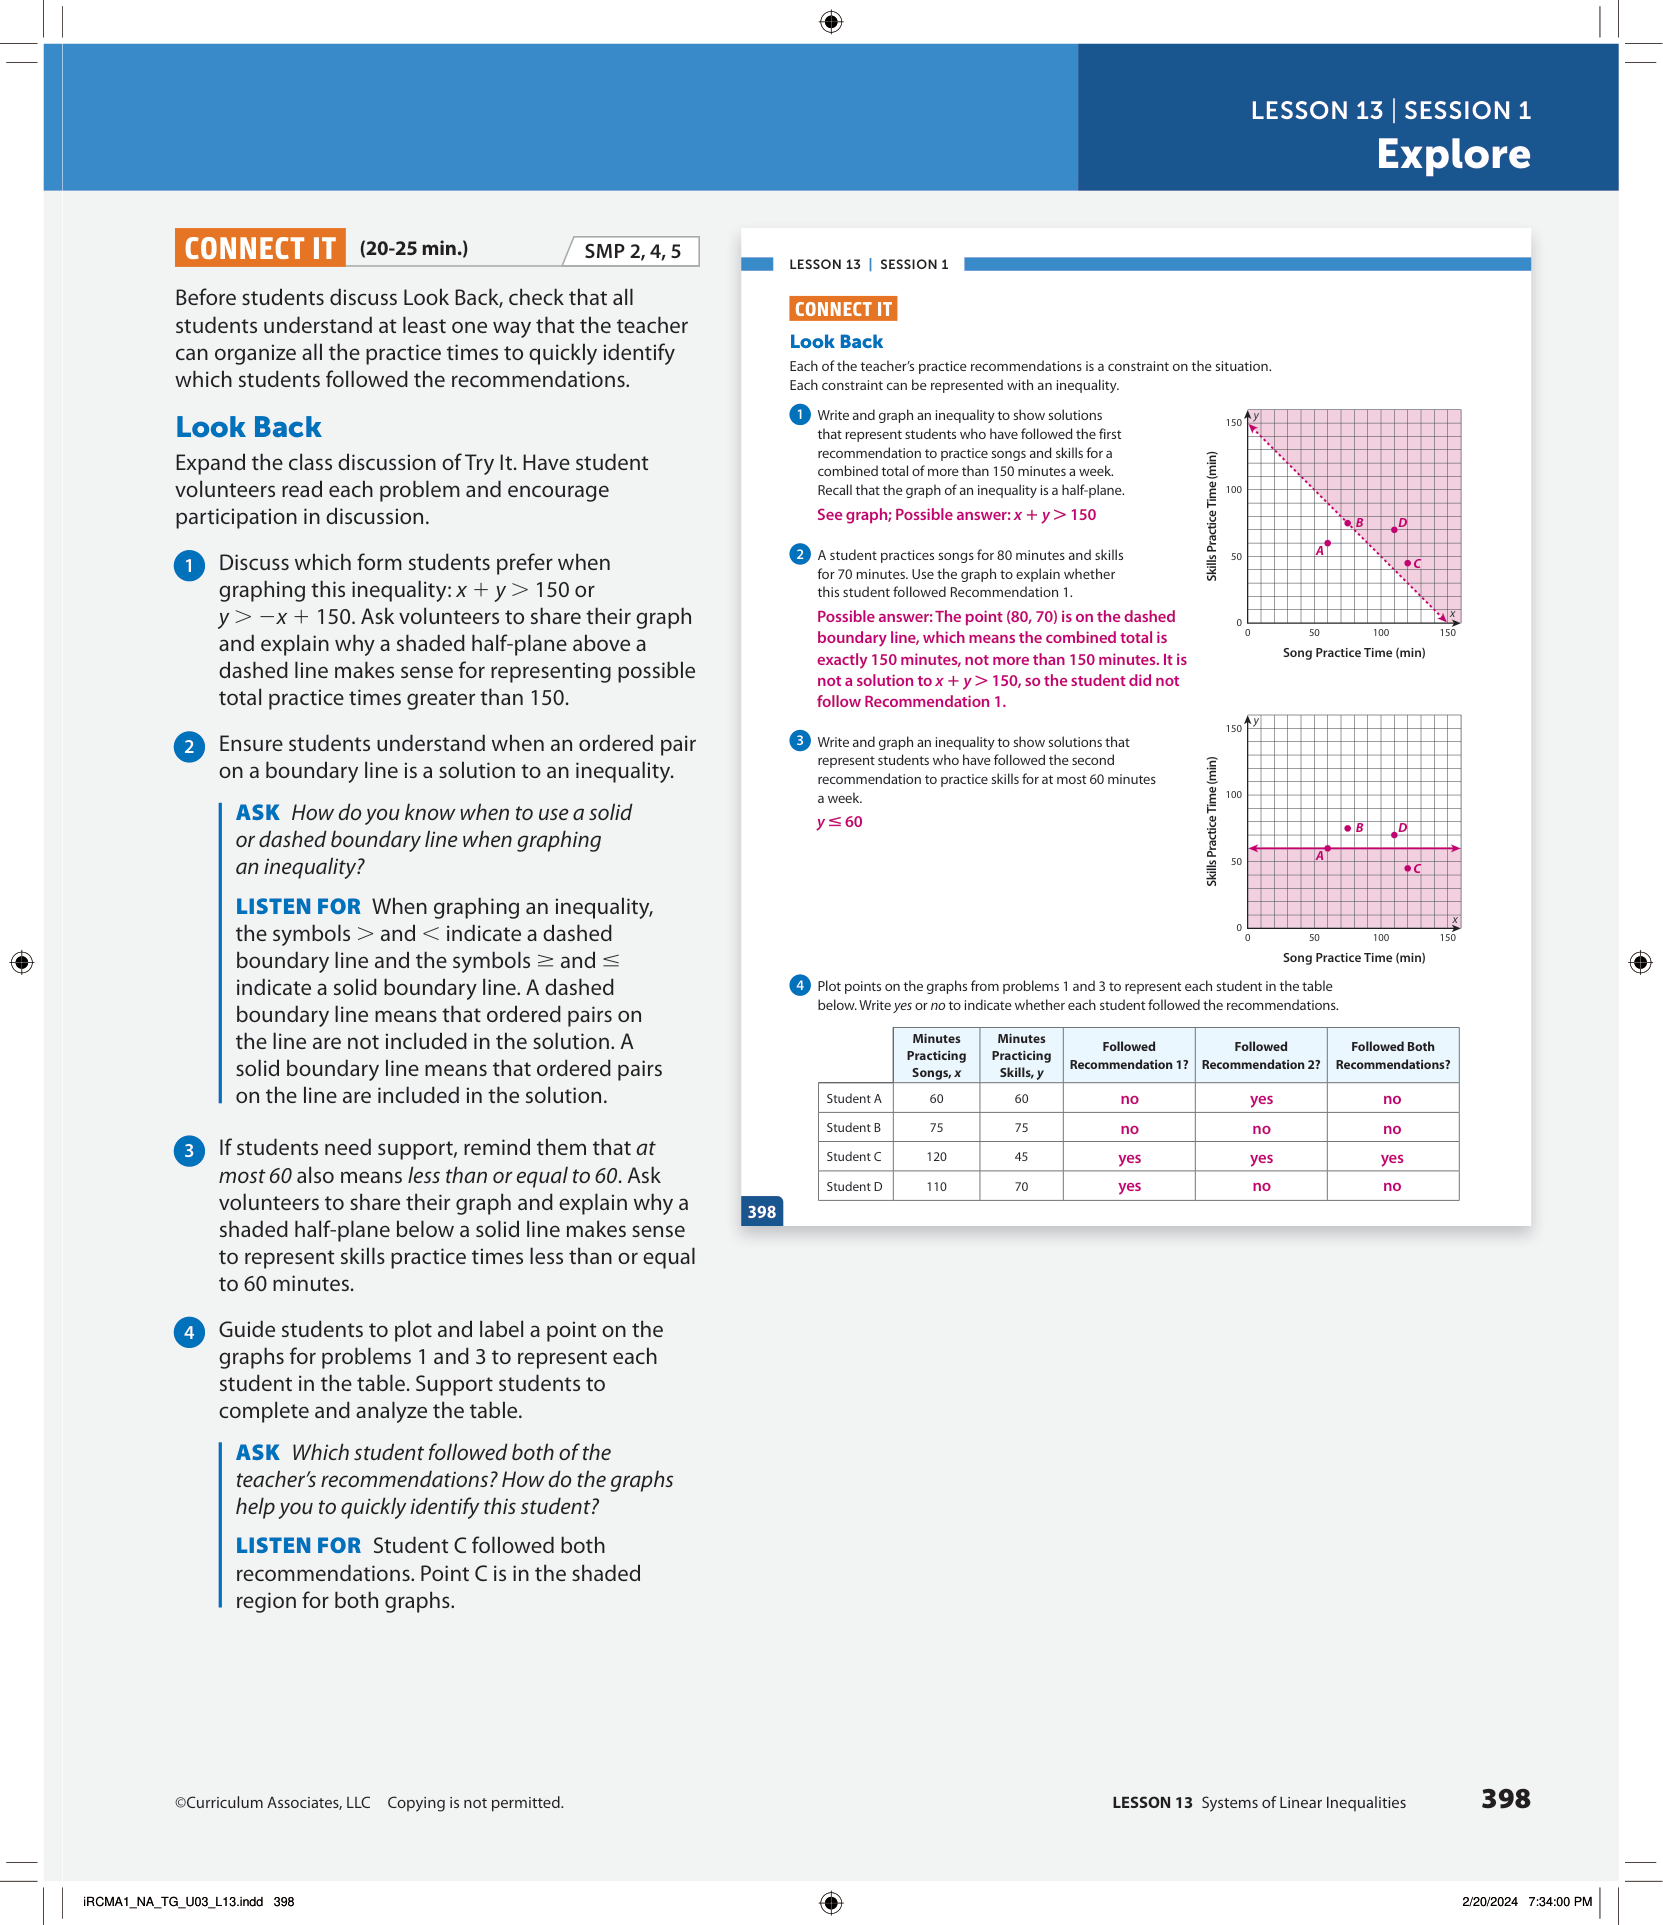 LESSON 13 | SESSION 1
Explore
CONNECT IT (20-25 min.) SMP 2, 4, 5
Before students discuss Look Back, check that all
students understand at least one way that the teacher
can organize all the practice times to quickly identify
which students followed the recommendations.
Look Back
Expand the class discussion of Try It. Have student
volunteers read each problem and encourage
participation in discussion.
1 Discuss which form students prefer when
graphing this inequality: x + y > 150 or
y > −x + 150. Ask volunteers to share their graph
and explain why a shaded half-plane above a
dashed line makes sense for representing possible
total practice times greater than 150.
2 Ensure students understand when an ordered pair
on a boundary line is a solution to an inequality.
ASK How do you know when to use a solid
or dashed boundary line when graphing
an inequality?
LISTEN FOR When graphing an inequality,
the symbols > and < indicate a dashed
boundary line and the symbols ≥ and ≤
indicate a solid boundary line. A dashed
boundary line means that ordered pairs on
the line are not included in the solution. A
solid boundary line means that ordered pairs
on the line are included in the solution.
3 If students need support, remind them that at
most 60 also means less than or equal to 60. Ask
volunteers to share their graph and explain why a
shaded half-plane below a solid line makes sense
to represent skills practice times less than or equal
to 60 minutes.
4 Guide students to plot and label a point on the
graphs for problems 1 and 3 to represent each
student in the table. Support students to
complete and analyze the table.
ASK Which student followed both of the
teacher's recommendations? How do the graphs
help you to quickly identify this student?
LISTEN FOR Student C followed both
recommendations. Point C is in the shaded
region for both graphs.
LESSON 13 | SESSION 1
CONNECT IT
Look Back
Each of the teacher's practice recommendations is a constraint on the situation.
Each constraint can be represented with an inequality.
1 Write and graph an inequality to show solutions
that represent students who have followed the first
recommendation to practice songs and skills for a
combined total of more than 150 minutes a week.
Recall that the graph of an inequality is a half-plane.
See graph; Possible answer: x + y > 150
2 A student practices songs for 80 minutes and skills
for 70 minutes. Use the graph to explain whether
this student followed Recommendation 1.
Possible answer: The point (80, 70) is on the dashed
boundary line, which means the combined total is
exactly 150 minutes, not more than 150 minutes. It is
not a solution to x + y > 150, so the student did not
follow Recommendation 1.
Skills Practice Time (min)
y
150
100
50
0
B
D
A
C
x
0 50 100 150
Song Practice Time (min)
3 Write and graph an inequality to show solutions that
represent students who have followed the second
recommendation to practice skills for at most 60 minutes
a week.
y ≤ 60
Skills Practice Time (min)
y
150
100
50
0
B
D
A
C
x
0 50 100 150
Song Practice Time (min)
4 Plot points on the graphs from problems 1 and 3 to represent each student in the table
below. Write yes or no to indicate whether each student followed the recommendations.
Minutes Practicing Songs, x Minutes Practicing Skills, y Followed Recommendation 1? Followed Recommendation 2? Followed Both Recommendations?
Student A 60 60 no yes no
Student B 75 75 no no no
Student C 120 45 yes yes yes
Student D 110 70 yes no no
398
©Curriculum Associates, LLC Copying is not permitted.
LESSON 13 Systems of Linear Inequalities 398
iRCMA1_NA_TG_U03_L13.indd 398
2/20/2024 7:34:00 PM